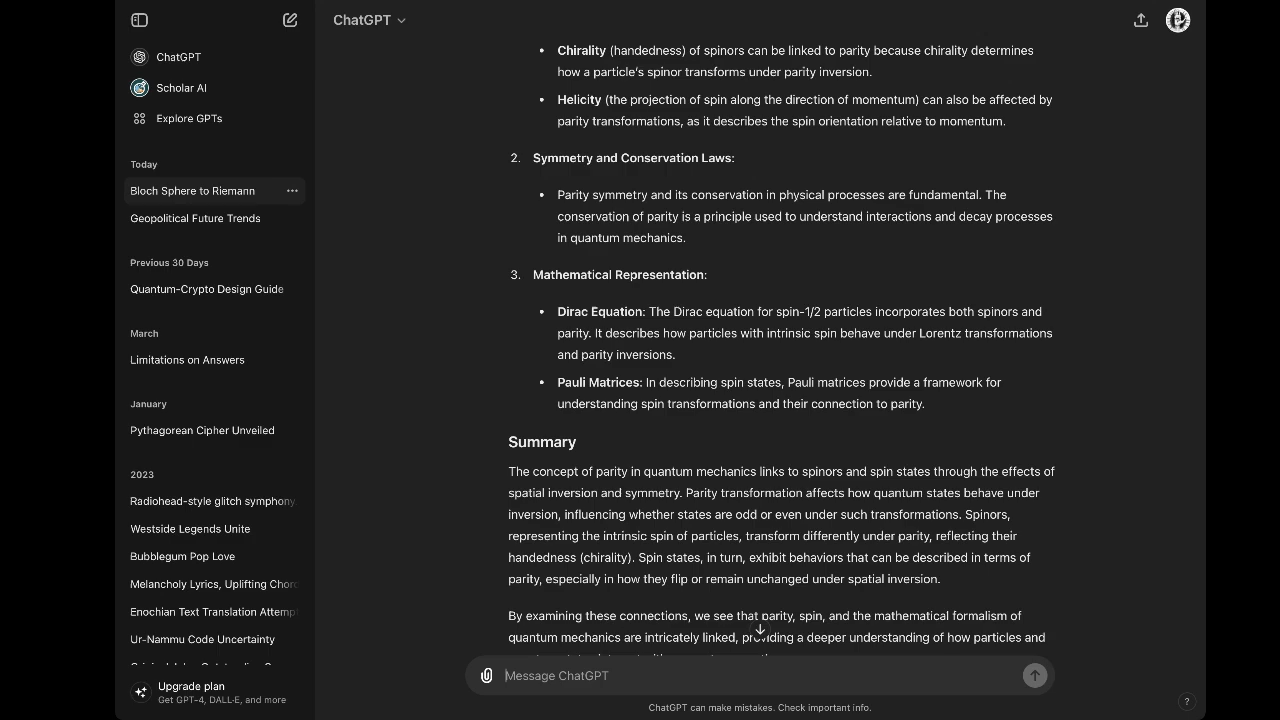 ChatGPT
Scholar AI
Explore GPTs
Today
Bloch Sphere to Riemann
Geopolitical Future Trends
Previous 30 Days
Quantum-Crypto Design Guide
March
Limitations on Answers
January
Pythagorean Cipher Unveiled
2023
Radiohead-style glitch symphony.
Westside Legends Unite
Bubblegum Pop Love
Melancholy Lyrics, Uplifting Chor
Enochian Text Translation Attemp
Ur-Nammu Code Uncertainty
Upgrade plan
Get GPT-4, DALL·E, and more
ChatGPT
• Chirality (handedness) of spinors can be linked to parity because chirality determines
how a particle's spinor transforms under parity inversion.
• Helicity (the projection of spin along the direction of momentum) can also be affected by
parity transformations, as it describes the spin orientation relative to momentum.
2. Symmetry and Conservation Laws:
• Parity symmetry and its conservation in physical processes are fundamental. The
conservation of parity is a principle used to understand interactions and decay processes
in quantum mechanics.
3. Mathematical Representation:
• Dirac Equation: The Dirac equation for spin-1/2 particles incorporates both spinors and
parity. It describes how particles with intrinsic spin behave under Lorentz transformations
and parity inversions.
• Pauli Matrices: In describing spin states, Pauli matrices provide a framework for
understanding spin transformations and their connection to parity.
Summary
The concept of parity in quantum mechanics links to spinors and spin states through the effects of
spatial inversion and symmetry. Parity transformation affects how quantum states behave under
inversion, influencing whether states are odd or even under such transformations. Spinors,
representing the intrinsic spin of particles, transform differently under parity, reflecting their
handedness (chirality). Spin states, in turn, exhibit behaviors that can be described in terms of
parity, especially in how they flip or remain unchanged under spatial inversion.
By examining these connections, we see that parity, spin, and the mathematical formalism of
quantum mechanics are intricately linked, providing a deeper understanding of how particles and
Message ChatGPT
ChatGPT can make mistakes. Check important info.
?